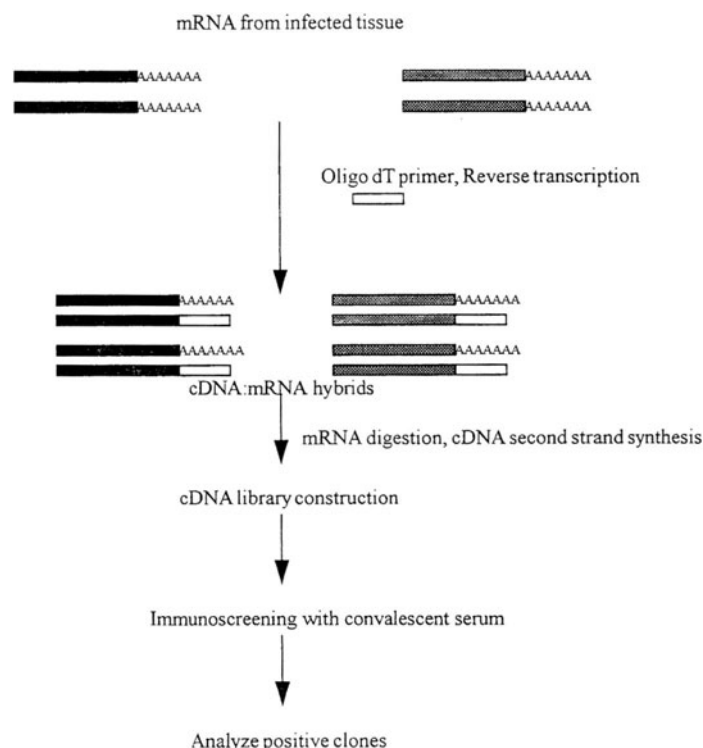 mRNA from infected tissue
AAAAAAA AAAAAAA
AAAAAAA AAAAAAA
Oligo dT primer, Reverse transcription
AAAAAA AAAAAAA
AAAAAAA AAAAAAA
cDNA:mRNA hybrids
mRNA digestion, cDNA second strand synthesis
cDNA library construction
Immunoscreening with convalescent serum
Analyze positive clones